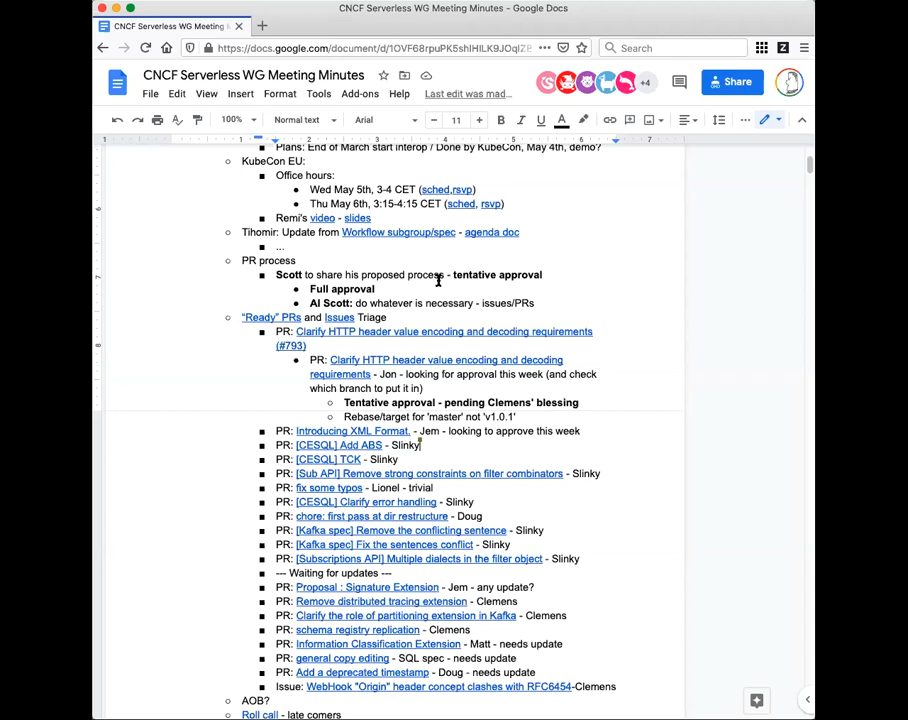 CNCF Serverless WG Meeting Minutes - Google Docs
CNCF Serverless WG Meeting M
https://docs.google.com/document/d/1OVF68rpuPK5shIHILK9JOqlZB
Search
CNCF Serverless WG Meeting Minutes
+4
Share
File Edit View Insert Format Tools Add-ons Help Last edit was mad...
100% Normal text Arial 11 B I U A
1 1 2 3 4 5 6 7
Plans: End of March start interop / Done by KubeCon, May 4th, demo?
KubeCon EU:
Office hours:
Wed May 5th, 3-4 CET (sched,rsvp)
Thu May 6th, 3:15-4:15 CET (sched, rsvp)
Remi's video - slides
Tihomir: Update from Workflow subgroup/spec - agenda doc
...
PR process
Scott to share his proposed process - tentative approval
Full approval
AI Scott: do whatever is necessary - issues/PRs
"Ready" PRs and Issues Triage
PR: Clarify HTTP header value encoding and decoding requirements
(#793)
PR: Clarify HTTP header value encoding and decoding
requirements - Jon - looking for approval this week (and check
which branch to put it in)
Tentative approval - pending Clemens' blessing
Rebase/target for 'master' not 'v1.0.1'
PR: Introducing XML Format. - Jem - looking to approve this week
PR: [CESQL] Add ABS - Slinky
PR: [CESQL] TCK - Slinky
PR: [Sub API] Remove strong constraints on filter combinators - Slinky
PR: fix some typos - Lionel - trivial
PR: [CESQL] Clarify error handling - Slinky
PR: chore: first pass at dir restructure - Doug
PR: [Kafka spec] Remove the conflicting sentence - Slinky
PR: [Kafka spec] Fix the sentences conflict - Slinky
PR: [Subscriptions API] Multiple dialects in the filter object - Slinky
--- Waiting for updates ---
PR: Proposal : Signature Extension - Jem - any update?
PR: Remove distributed tracing extension - Clemens
PR: Clarify the role of partitioning extension in Kafka - Clemens
PR: schema registry replication - Clemens
PR: Information Classification Extension - Matt - needs update
PR: general copy editing - SQL spec - needs update
PR: Add a deprecated timestamp - Doug - needs update
Issue: WebHook "Origin" header concept clashes with RFC6454-Clemens
AOB?
Roll call - late comers